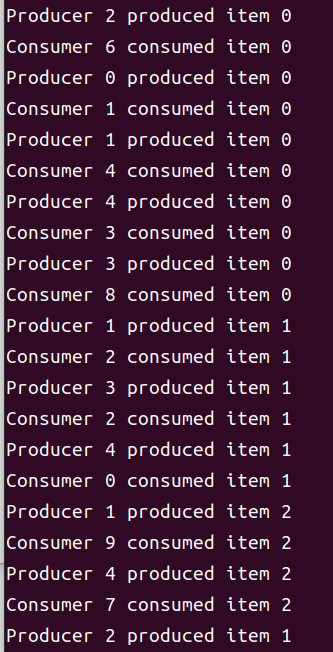 Producer 2 produced item 0
Consumer 6 consumed item 0
Producer 0 produced item 0
Consumer 1 consumed item 0
Producer 1 produced item 0
Consumer 4 consumed item 0
Producer 4 produced item 0
Consumer 3 consumed item 0
Producer 3 produced item 0
Consumer 8 consumed item 0
Producer 1 produced item 1
Consumer 2 consumed item 1
Producer 3 produced item 1
Consumer 2 consumed item 1
Producer 4 produced item 1
Consumer 0 consumed item 1
Producer 1 produced item 2
Consumer 9 consumed item 2
Producer 4 produced item 2
Consumer 7 consumed item 2
Producer 2 produced item 1